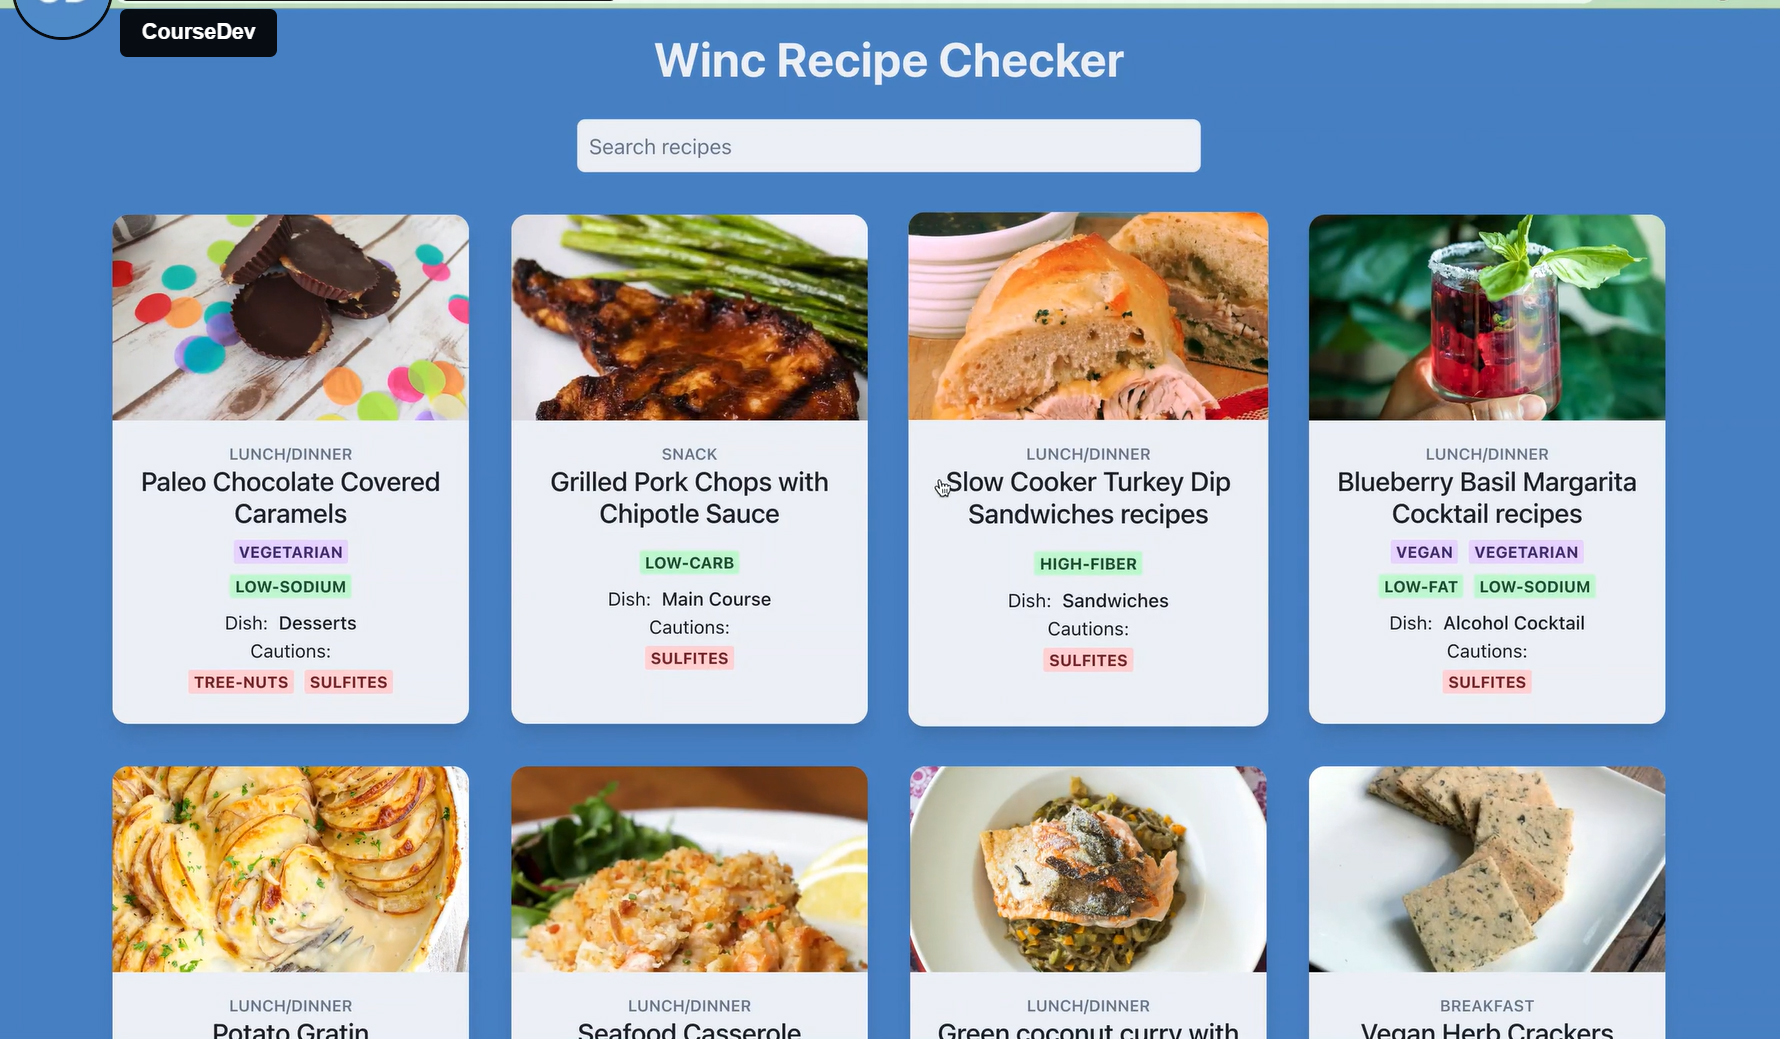 CourseDev
Winc Recipe Checker
Search recipes
LUNCH/DINNER
Paleo Chocolate Covered
Caramels
VEGETARIAN
LOW-SODIUM
Dish: Desserts
Cautions:
TREE-NUTS SULFITES
SNACK
Grilled Pork Chops with
Chipotle Sauce
LOW-CARB
Dish: Main Course
Cautions:
SULFITES
LUNCH/DINNER
Slow Cooker Turkey Dip
Sandwiches recipes
HIGH-FIBER
Dish: Sandwiches
Cautions:
SULFITES
LUNCH/DINNER
Blueberry Basil Margarita
Cocktail recipes
VEGAN VEGETARIAN
LOW-FAT LOW-SODIUM
Dish: Alcohol Cocktail
Cautions:
SULFITES
LUNCH/DINNER
Potato Gratin
LUNCH/DINNER
Seafood Casserole
LUNCH/DINNER
Green coconut curry with
BREAKFAST
Vegan Herb Crackers